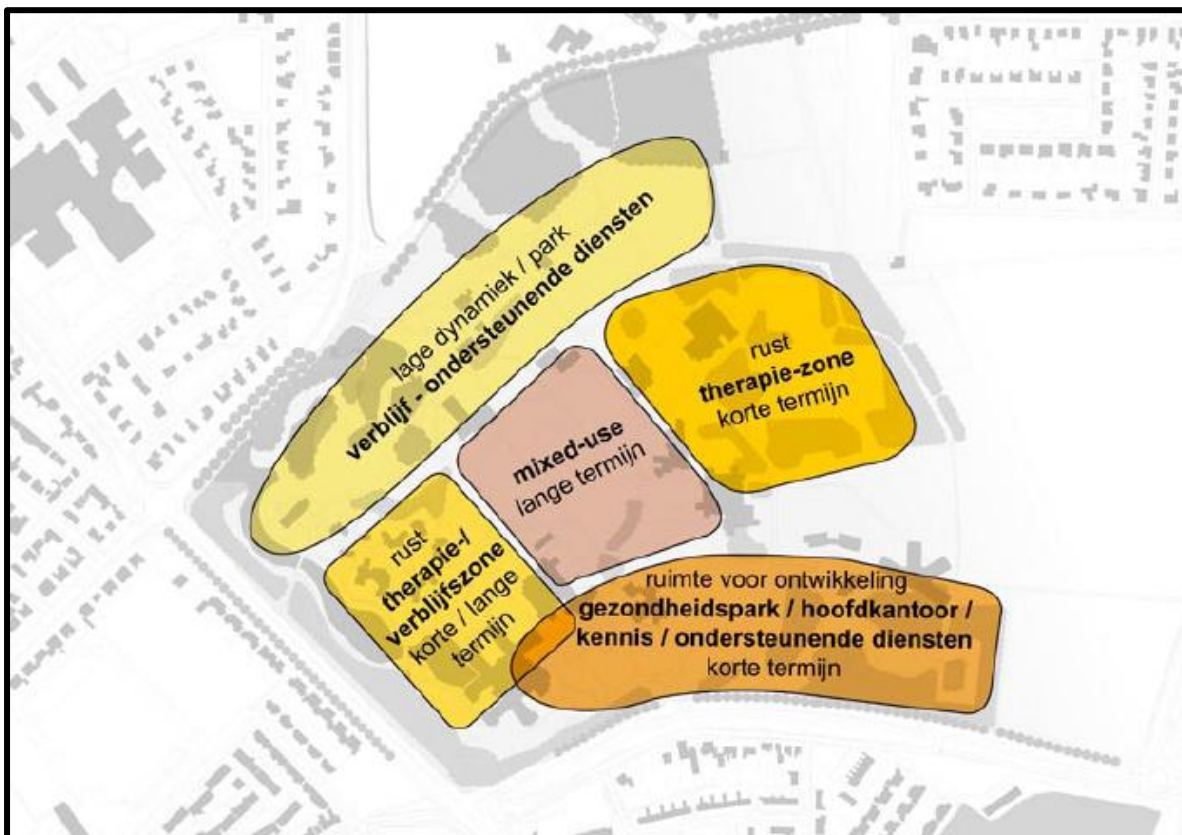 lage dynamiek / park
verblijf - ondersteunende diensten
rust
therapie-zone
korte termijn
mixed-use
lange termijn
rust
therapie-/
verblijfszone
korte / lange
termijn
ruimte voor ontwikkeling
gezondheidspark / hoofdkantoor /
kennis / ondersteunende diensten
korte termijn